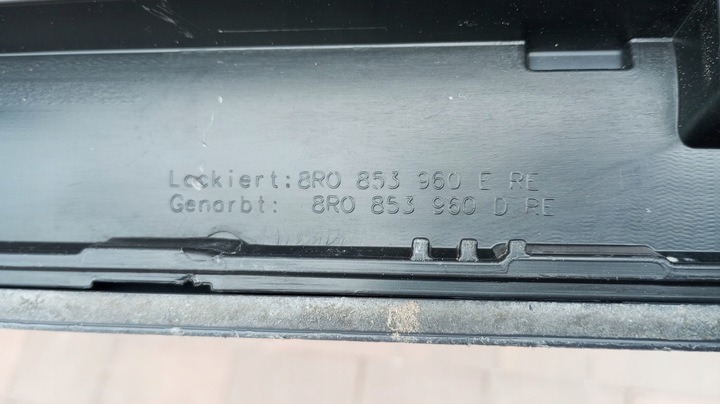 Lackiert: 8R0 853 960 E RE
Genarbt: 8R0 853 960 D RE